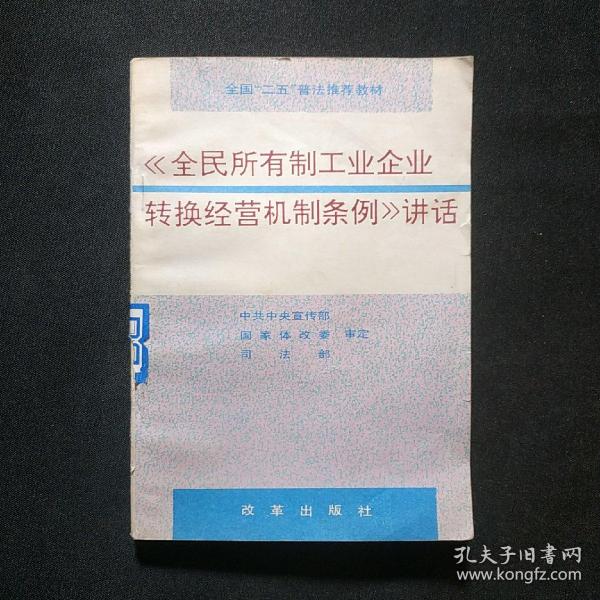 全国“二五”普法推荐教材
《全民所有制工业企业
转换经营机制条例》讲话
中共中央宣传部
国家体改委 审定
司法部
改革出版社
孔夫子旧书网
www.kongfz.com